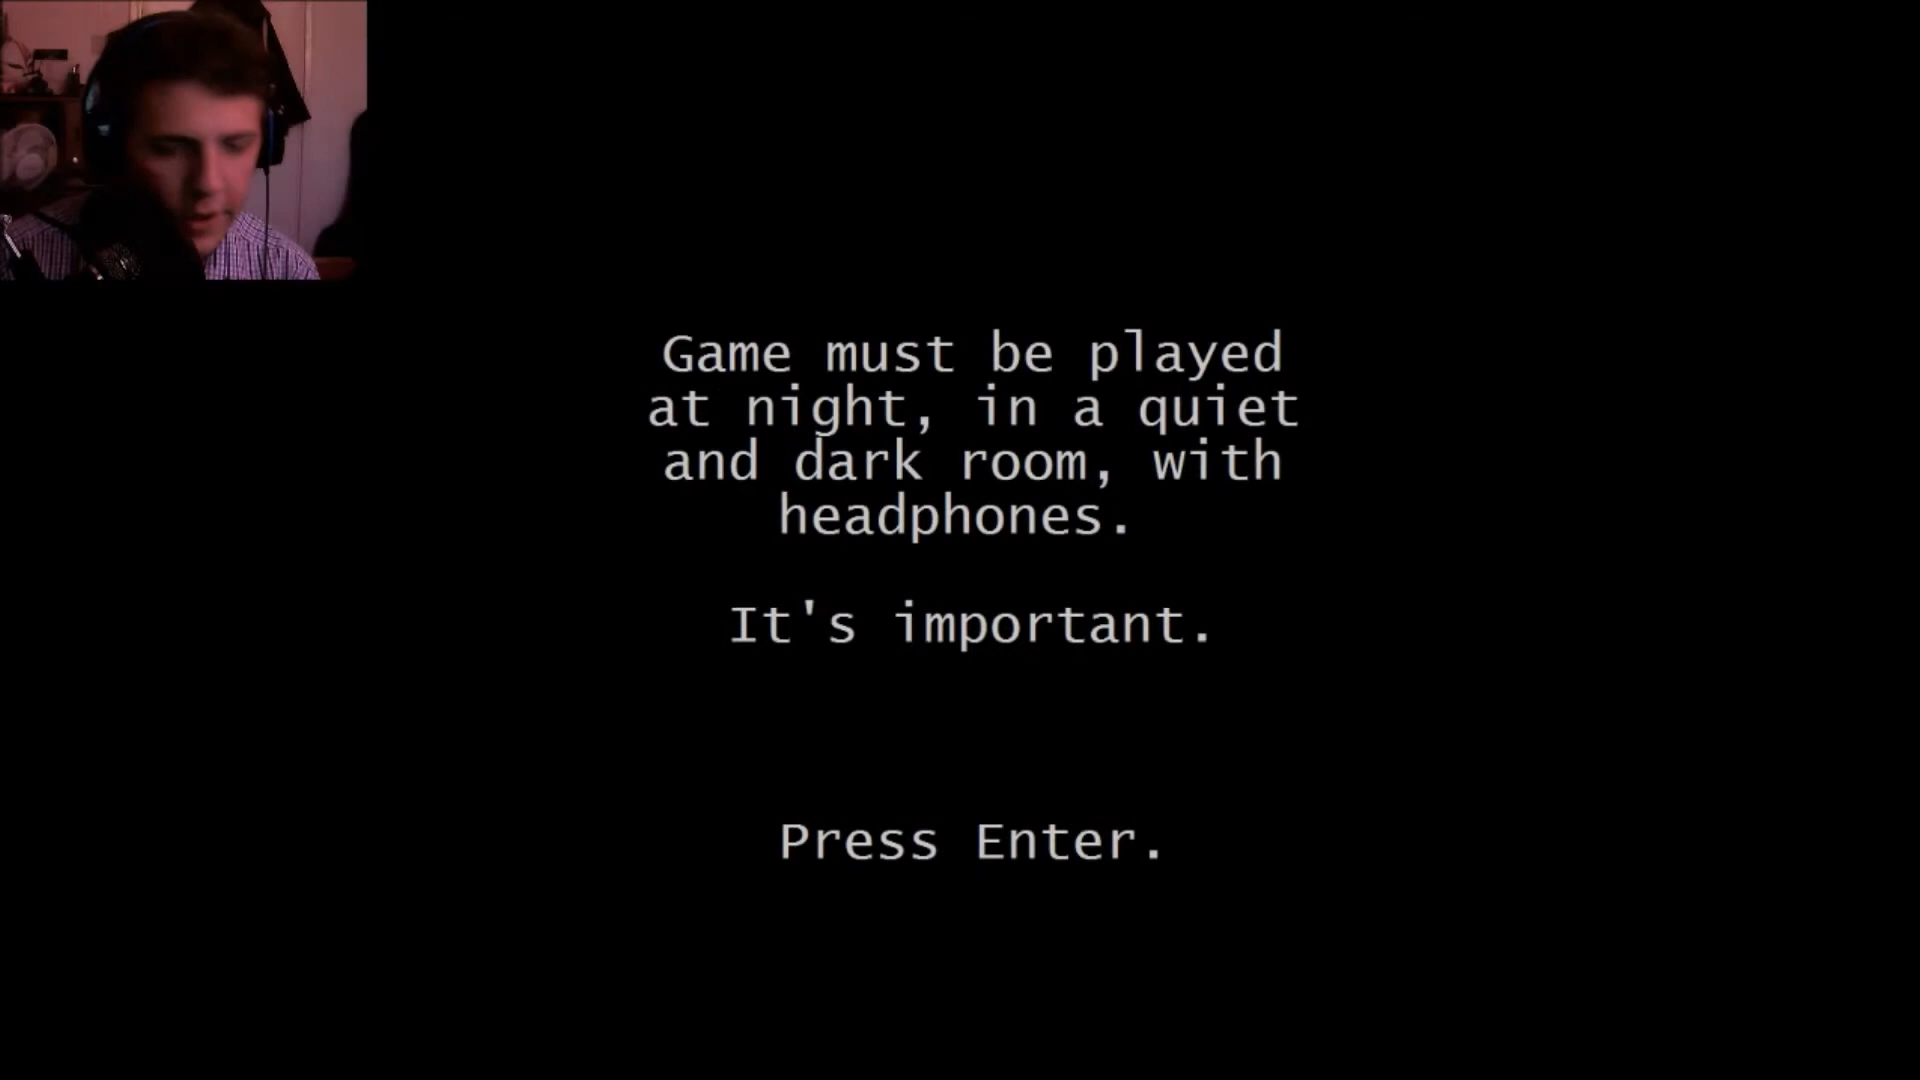 Game must be played
at night, in a quiet
and dark room, with
headphones.
It's important.
Press Enter.